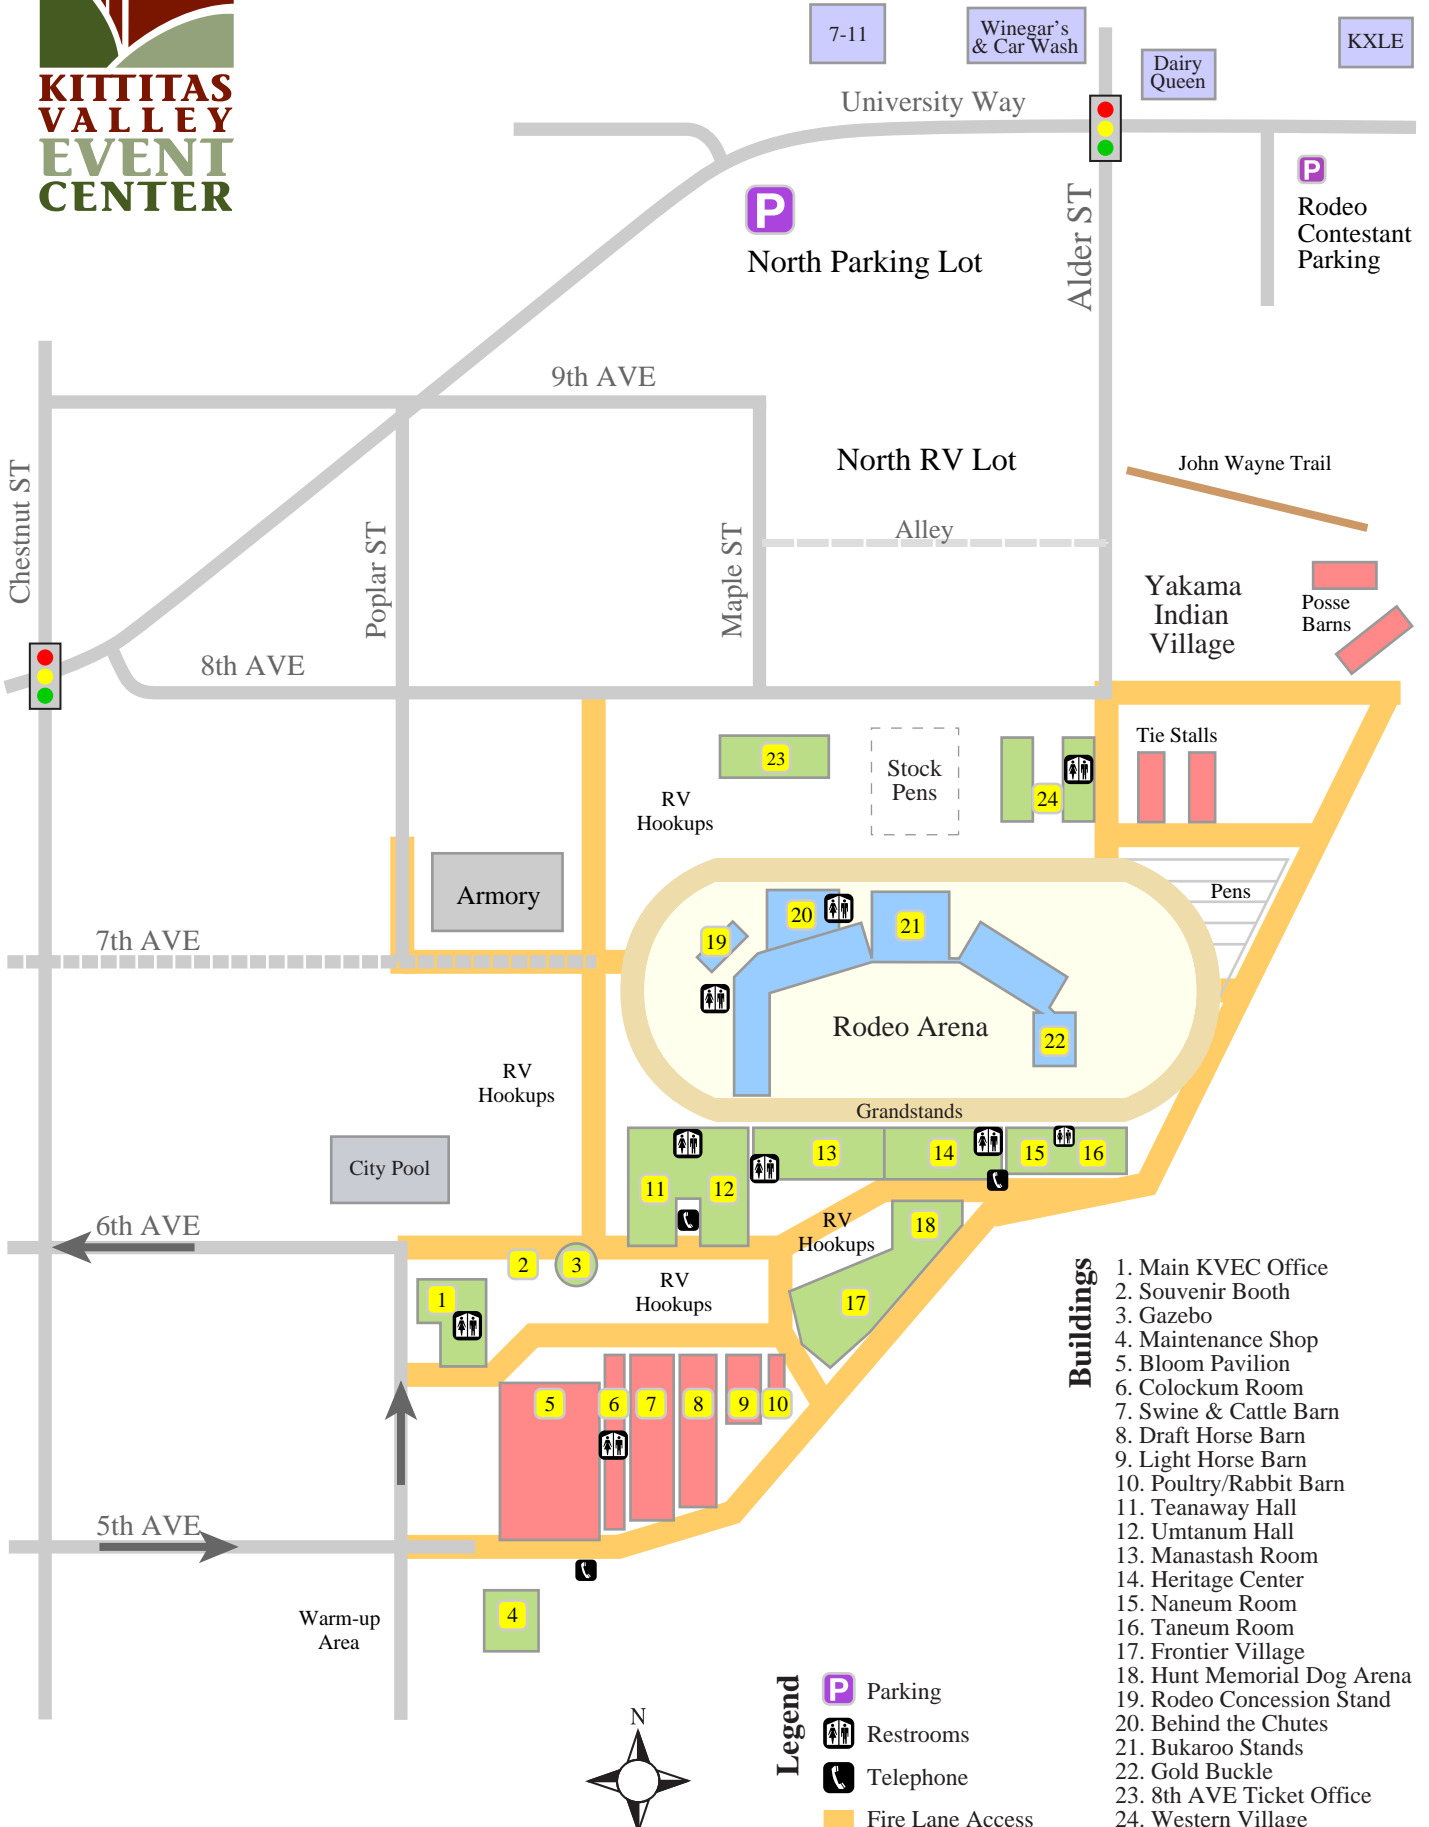 KITTITAS
VALLEY
EVENT
CENTER
7-11
Winegar's
& Car Wash
Dairy
Queen
KXLE
University Way
P
North Parking Lot
Alder ST
P
Rodeo
Contestant
Parking
9th AVE
North RV Lot
John Wayne Trail
Chestnut ST
Poplar ST
Maple ST
Alley
Yakama
Indian
Village
Posse
Barns
8th AVE
23
Stock
Pens
24
Tie Stalls
RV
Hookups
Armory
Pens
7th AVE
19
20
21
Rodeo Arena
22
RV
Hookups
Grandstands
City Pool
11
12
13
14
15
16
6th AVE
2
3
RV
Hookups
18
1
RV
Hookups
17
5
6
7
8
9
10
5th AVE
4
Warm-up
Area
N
Legend
P Parking
Restrooms
Telephone
Fire Lane Access
Buildings
1. Main KVEC Office
2. Souvenir Booth
3. Gazebo
4. Maintenance Shop
5. Bloom Pavilion
6. Colockum Room
7. Swine & Cattle Barn
8. Draft Horse Barn
9. Light Horse Barn
10. Poultry/Rabbit Barn
11. Teanaway Hall
12. Umtanum Hall
13. Manastash Room
14. Heritage Center
15. Naneum Room
16. Taneum Room
17. Frontier Village
18. Hunt Memorial Dog Arena
19. Rodeo Concession Stand
20. Behind the Chutes
21. Bukaroo Stands
22. Gold Buckle
23. 8th AVE Ticket Office
24. Western Village